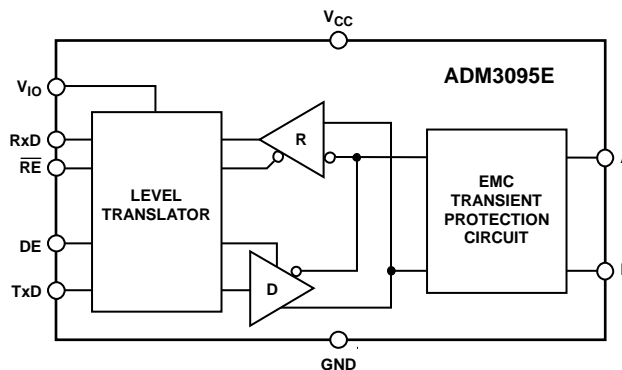 VCC
ADM3095E
VIO
RxD
R
RE
LEVEL
TRANSLATOR
EMC
TRANSIENT
PROTECTION
CIRCUIT
DE
TxD
D
GND